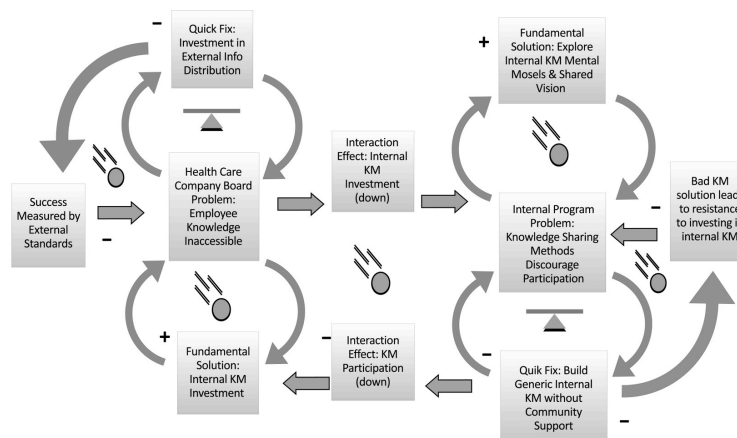 Quick Fix:
Investment in
External Info
Distribution
Fundamental
Solution: Explore
Internal KM Mental
Mosels & Shared
Vision
Success
Measured by
External
Standards
Health Care
Company Board
Problem:
Employee
Knowledge
Inaccessible
Interaction
Effect: Internal
KM
Investment
(down)
Internal Program
Problem:
Knowledge Sharing
Methods
Discourage
Participation
Bad KM
solution lead
to resistance
to investing i
internal KM
Fundamental
Solution:
Internal KM
Investment
Interaction
Effect: KM
Participation
(down)
Quik Fix: Build
Generic Internal
KM without
Community
Support
−
+
−
−
+
−
−
−